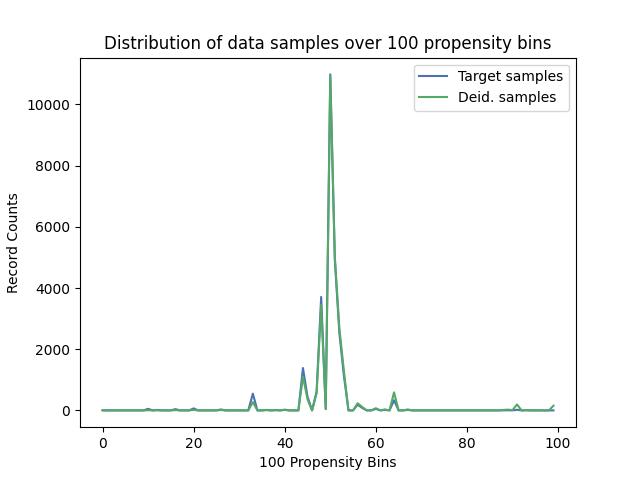 Distribution of data samples over 100 propensity bins
Target samples
Deid. samples
10000
8000
6000
4000
2000
0
Record Counts
0 20 40 60 80 100
100 Propensity Bins